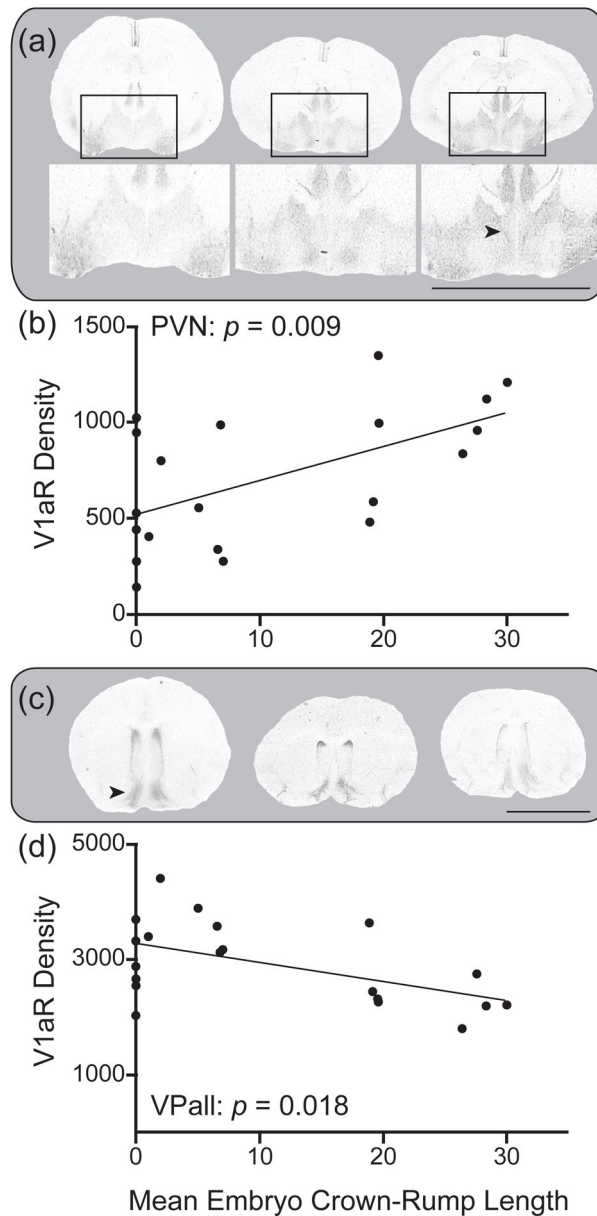 (a)
(b)
PVN: p = 0.009
1500
1000
500
0
V1aR Density
0 10 20 30
(c)
(d)
5000
3000
1000
V1aR Density
VPall: p = 0.018
0 10 20 30
Mean Embryo Crown-Rump Length